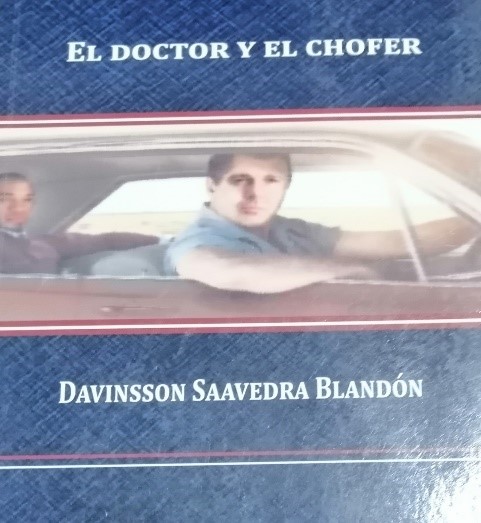 EL DOCTOR Y EL CHOFER
DAVINSSON SAAVEDRA BLANDÓN